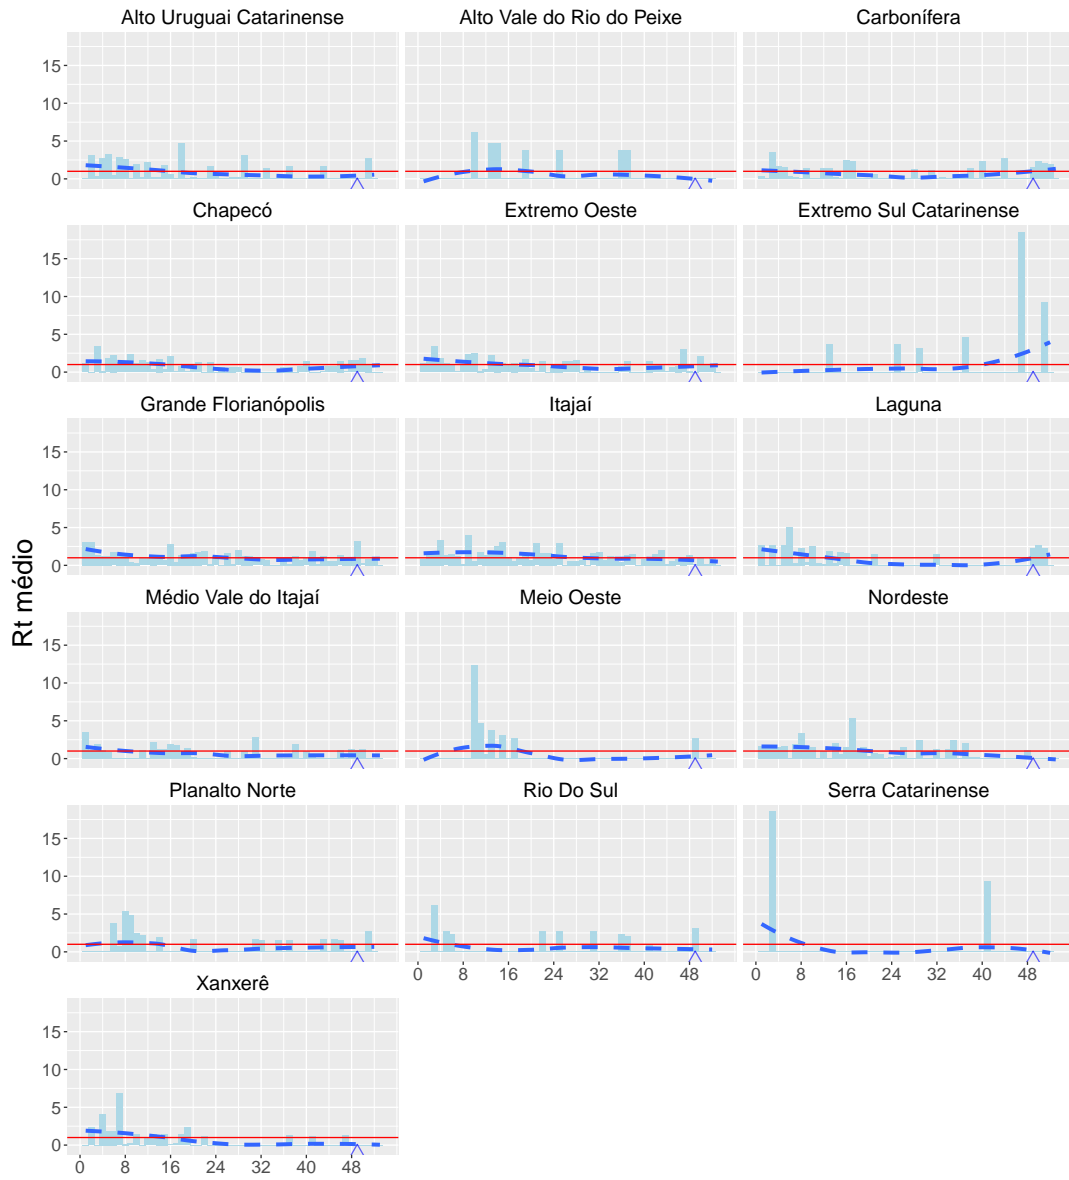 Alto Uruguai Catarinense Alto Vale do Rio do Peixe Carbonífera
15
10
5
0
Chapecó Extremo Oeste Extremo Sul Catarinense
15
10
5
0
Grande Florianópolis Itajaí Laguna
15
10
5
0
Rt médio
Médio Vale do Itajaí Meio Oeste Nordeste
15
10
5
0
Planalto Norte Rio Do Sul Serra Catarinense
15
10
5
0
0 8 16 24 32 40 48 0 8 16 24 32 40 48
Xanxerê
15
10
5
0
0 8 16 24 32 40 48